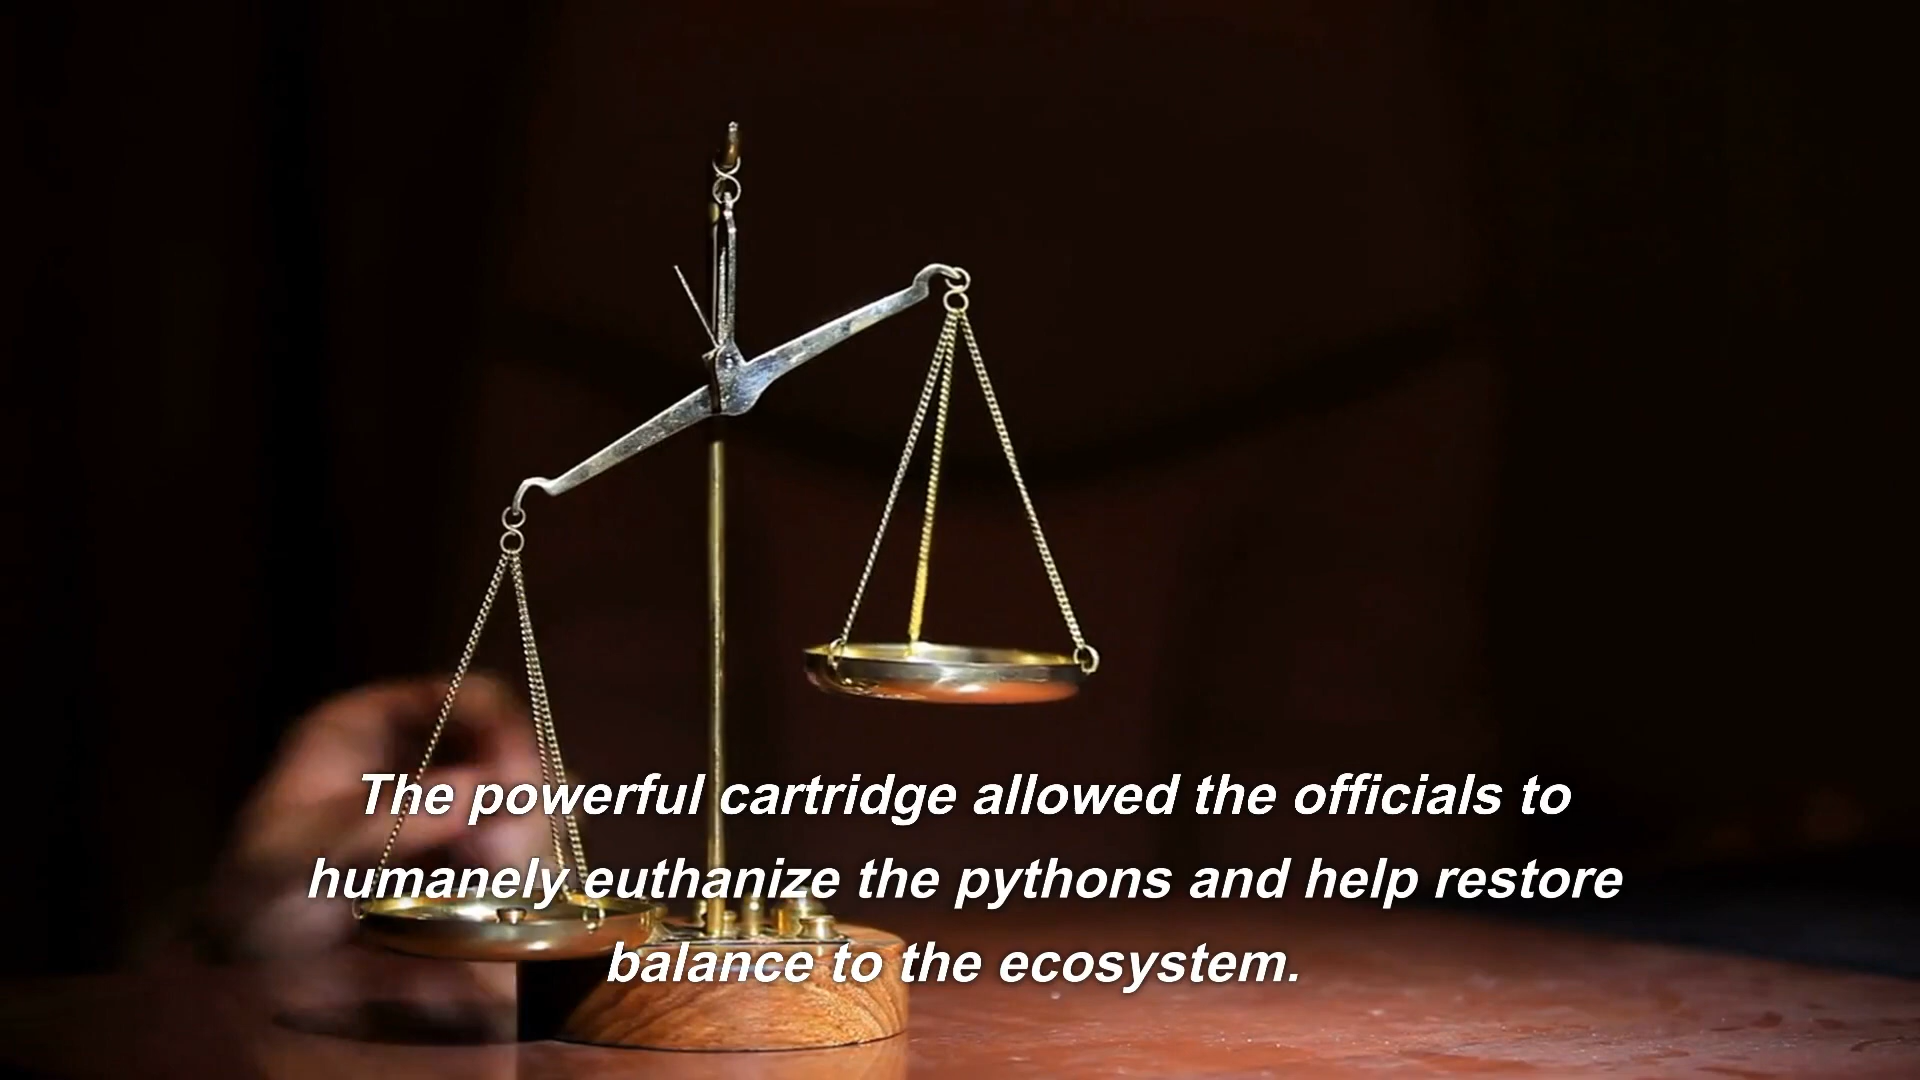 The powerful cartridge allowed the officials to
humanely euthanize the pythons and help restore
balance to the ecosystem.